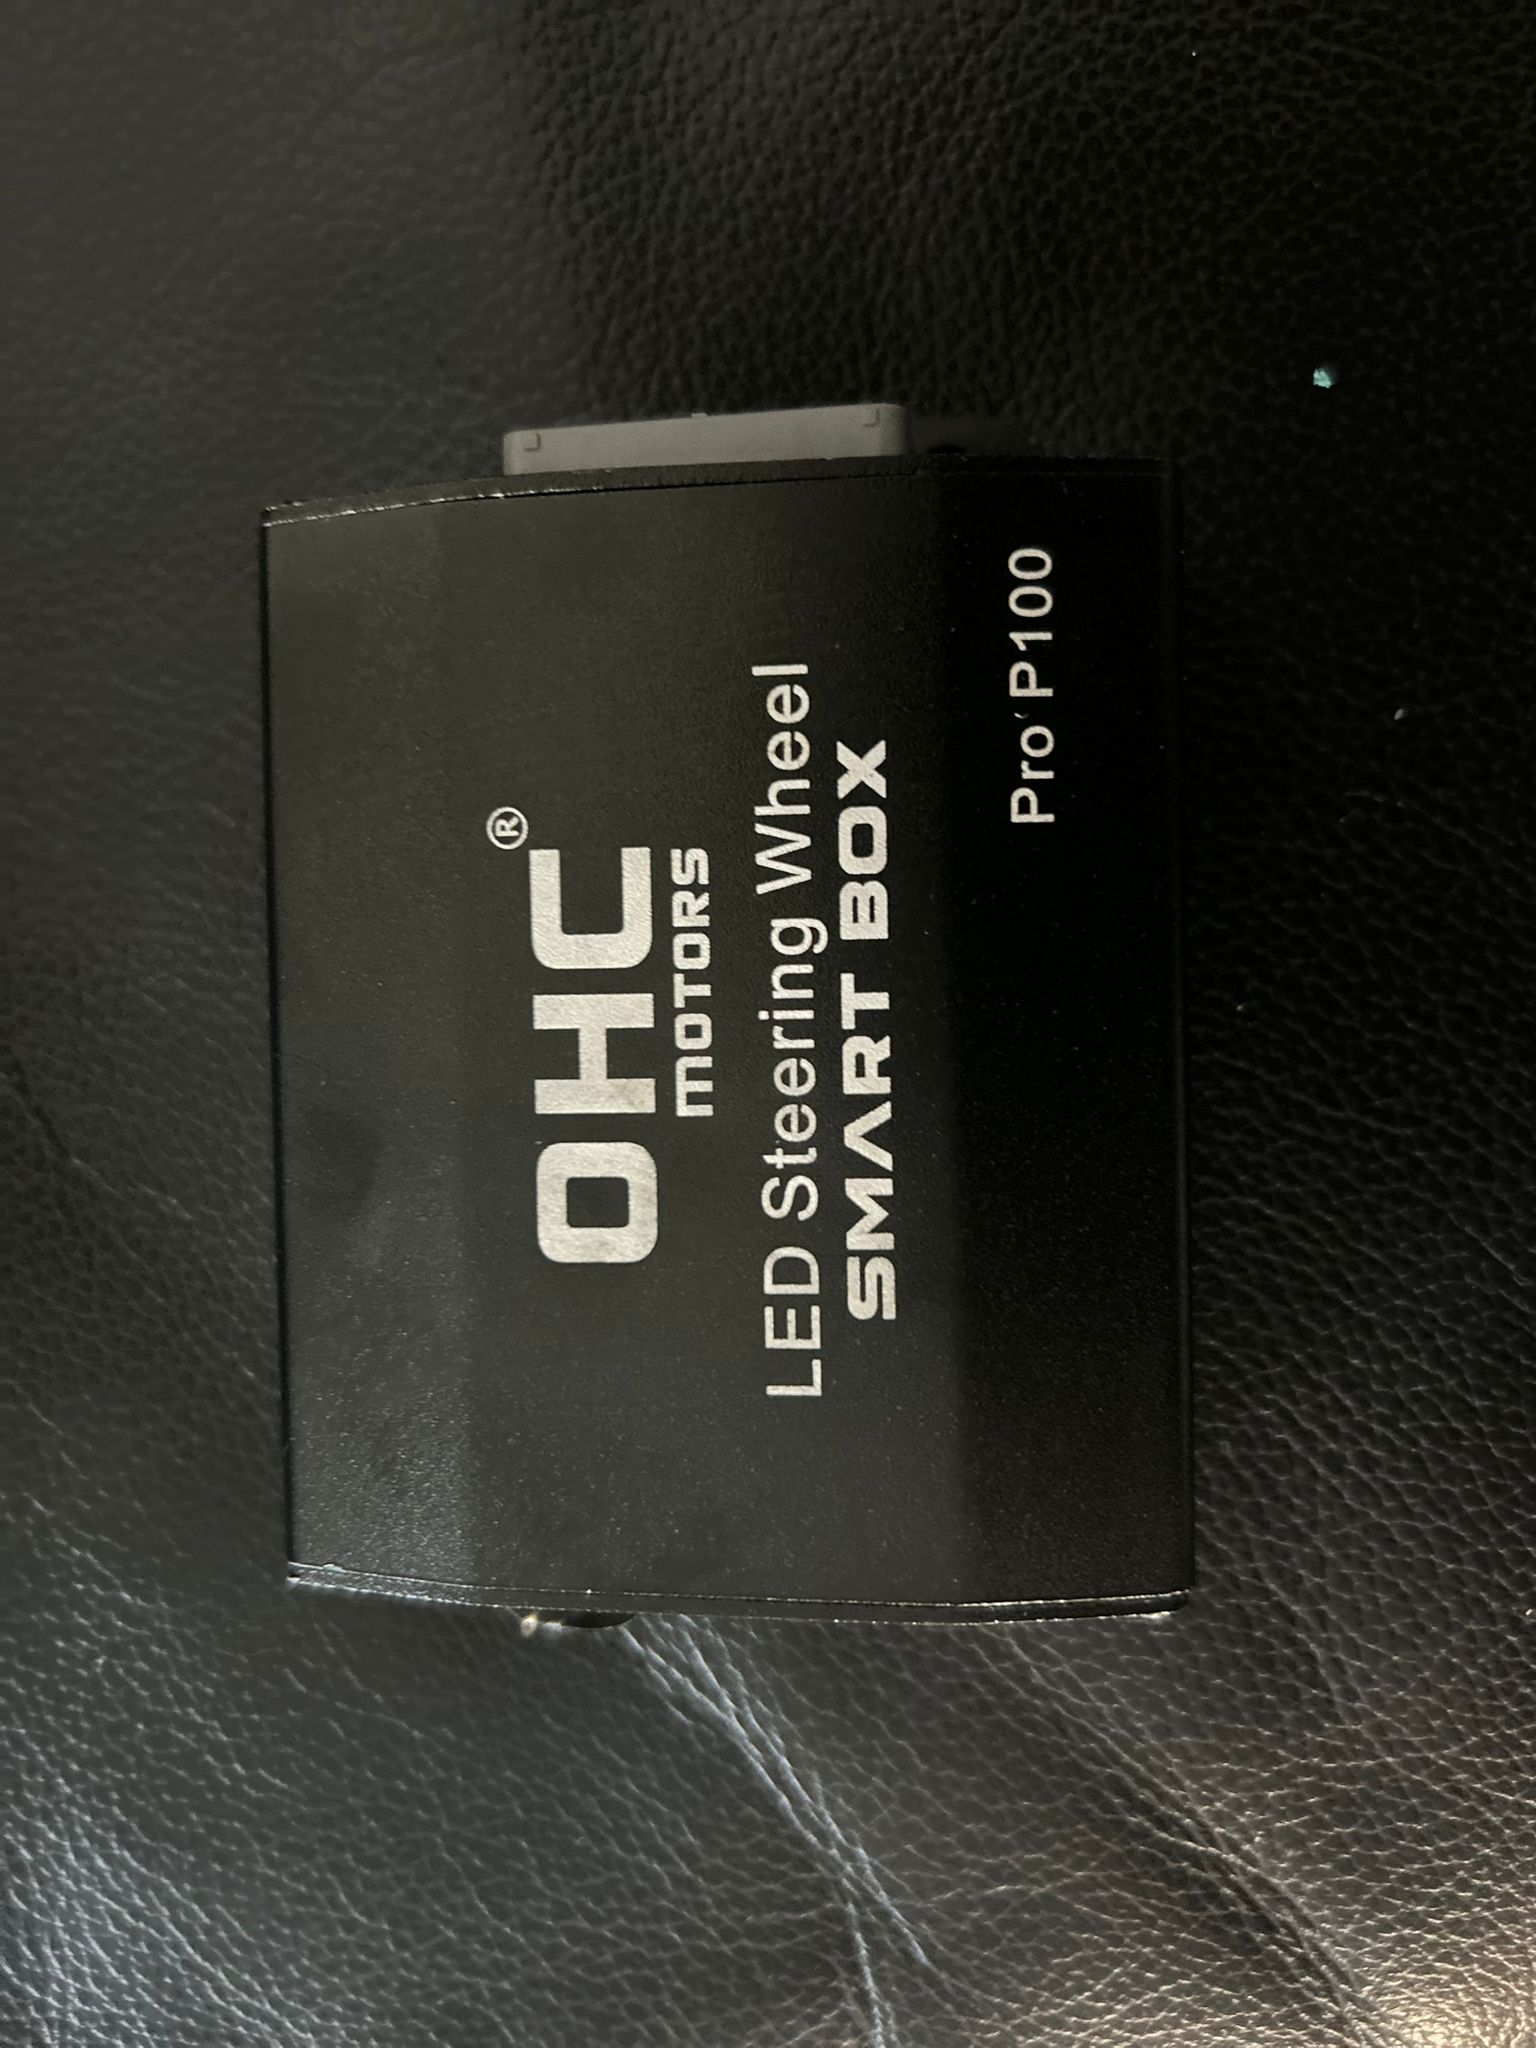 OHC®
MOTORS
LED Steering Wheel
SMART BOX
Pro P100